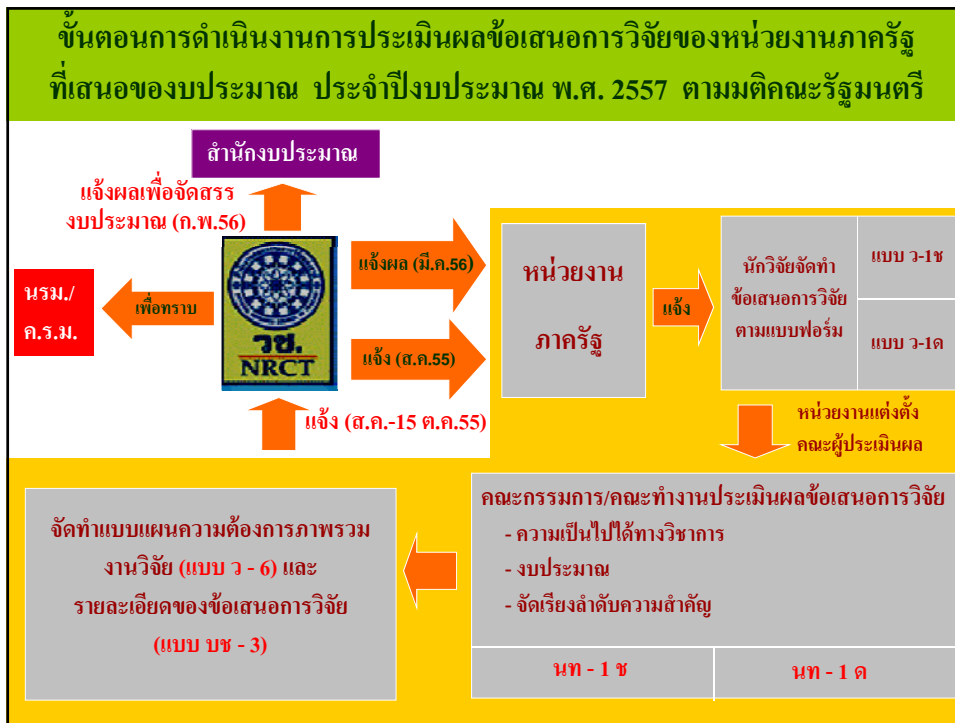 ขั้นตอนการดำเนินงานการประเมินผลข้อเสนอการวิจัยของหน่วยงานภาครัฐ
ที่เสนอของบประมาณ ประจำปีงบประมาณ พ.ศ. 2557 ตามมติคณะรัฐมนตรี
สำนักงบประมาณ
แจ้งผลเพื่อจัดสรร
งบประมาณ (ก.พ.56)
นรม./
ค.ร.ม.
เพื่อทราบ
วช.
NRCT
แจ้งผล (มี.ค.56)
แจ้ง (ส.ค.55)
แจ้ง (ส.ค.-15 ต.ค.55)
หน่วยงาน
ภาครัฐ
แจ้ง
นักวิจัยจัดทำ
ข้อเสนอการวิจัย
ตามแบบฟอร์ม
แบบ ว-1ช
แบบ ว-1ด
หน่วยงานแต่งตั้ง
คณะผู้ประเมินผล
คณะกรรมการ/คณะทำงานประเมินผลข้อเสนอการวิจัย
- ความเป็นไปได้ทางวิชาการ
- งบประมาณ
- จัดเรียงลำดับความสำคัญ
นท - 1 ช
นท - 1 ด
จัดทำแบบแผนความต้องการภาพรวม
งานวิจัย (แบบ ว - 6) และ
รายละเอียดของข้อเสนอการวิจัย
(แบบ บช - 3)